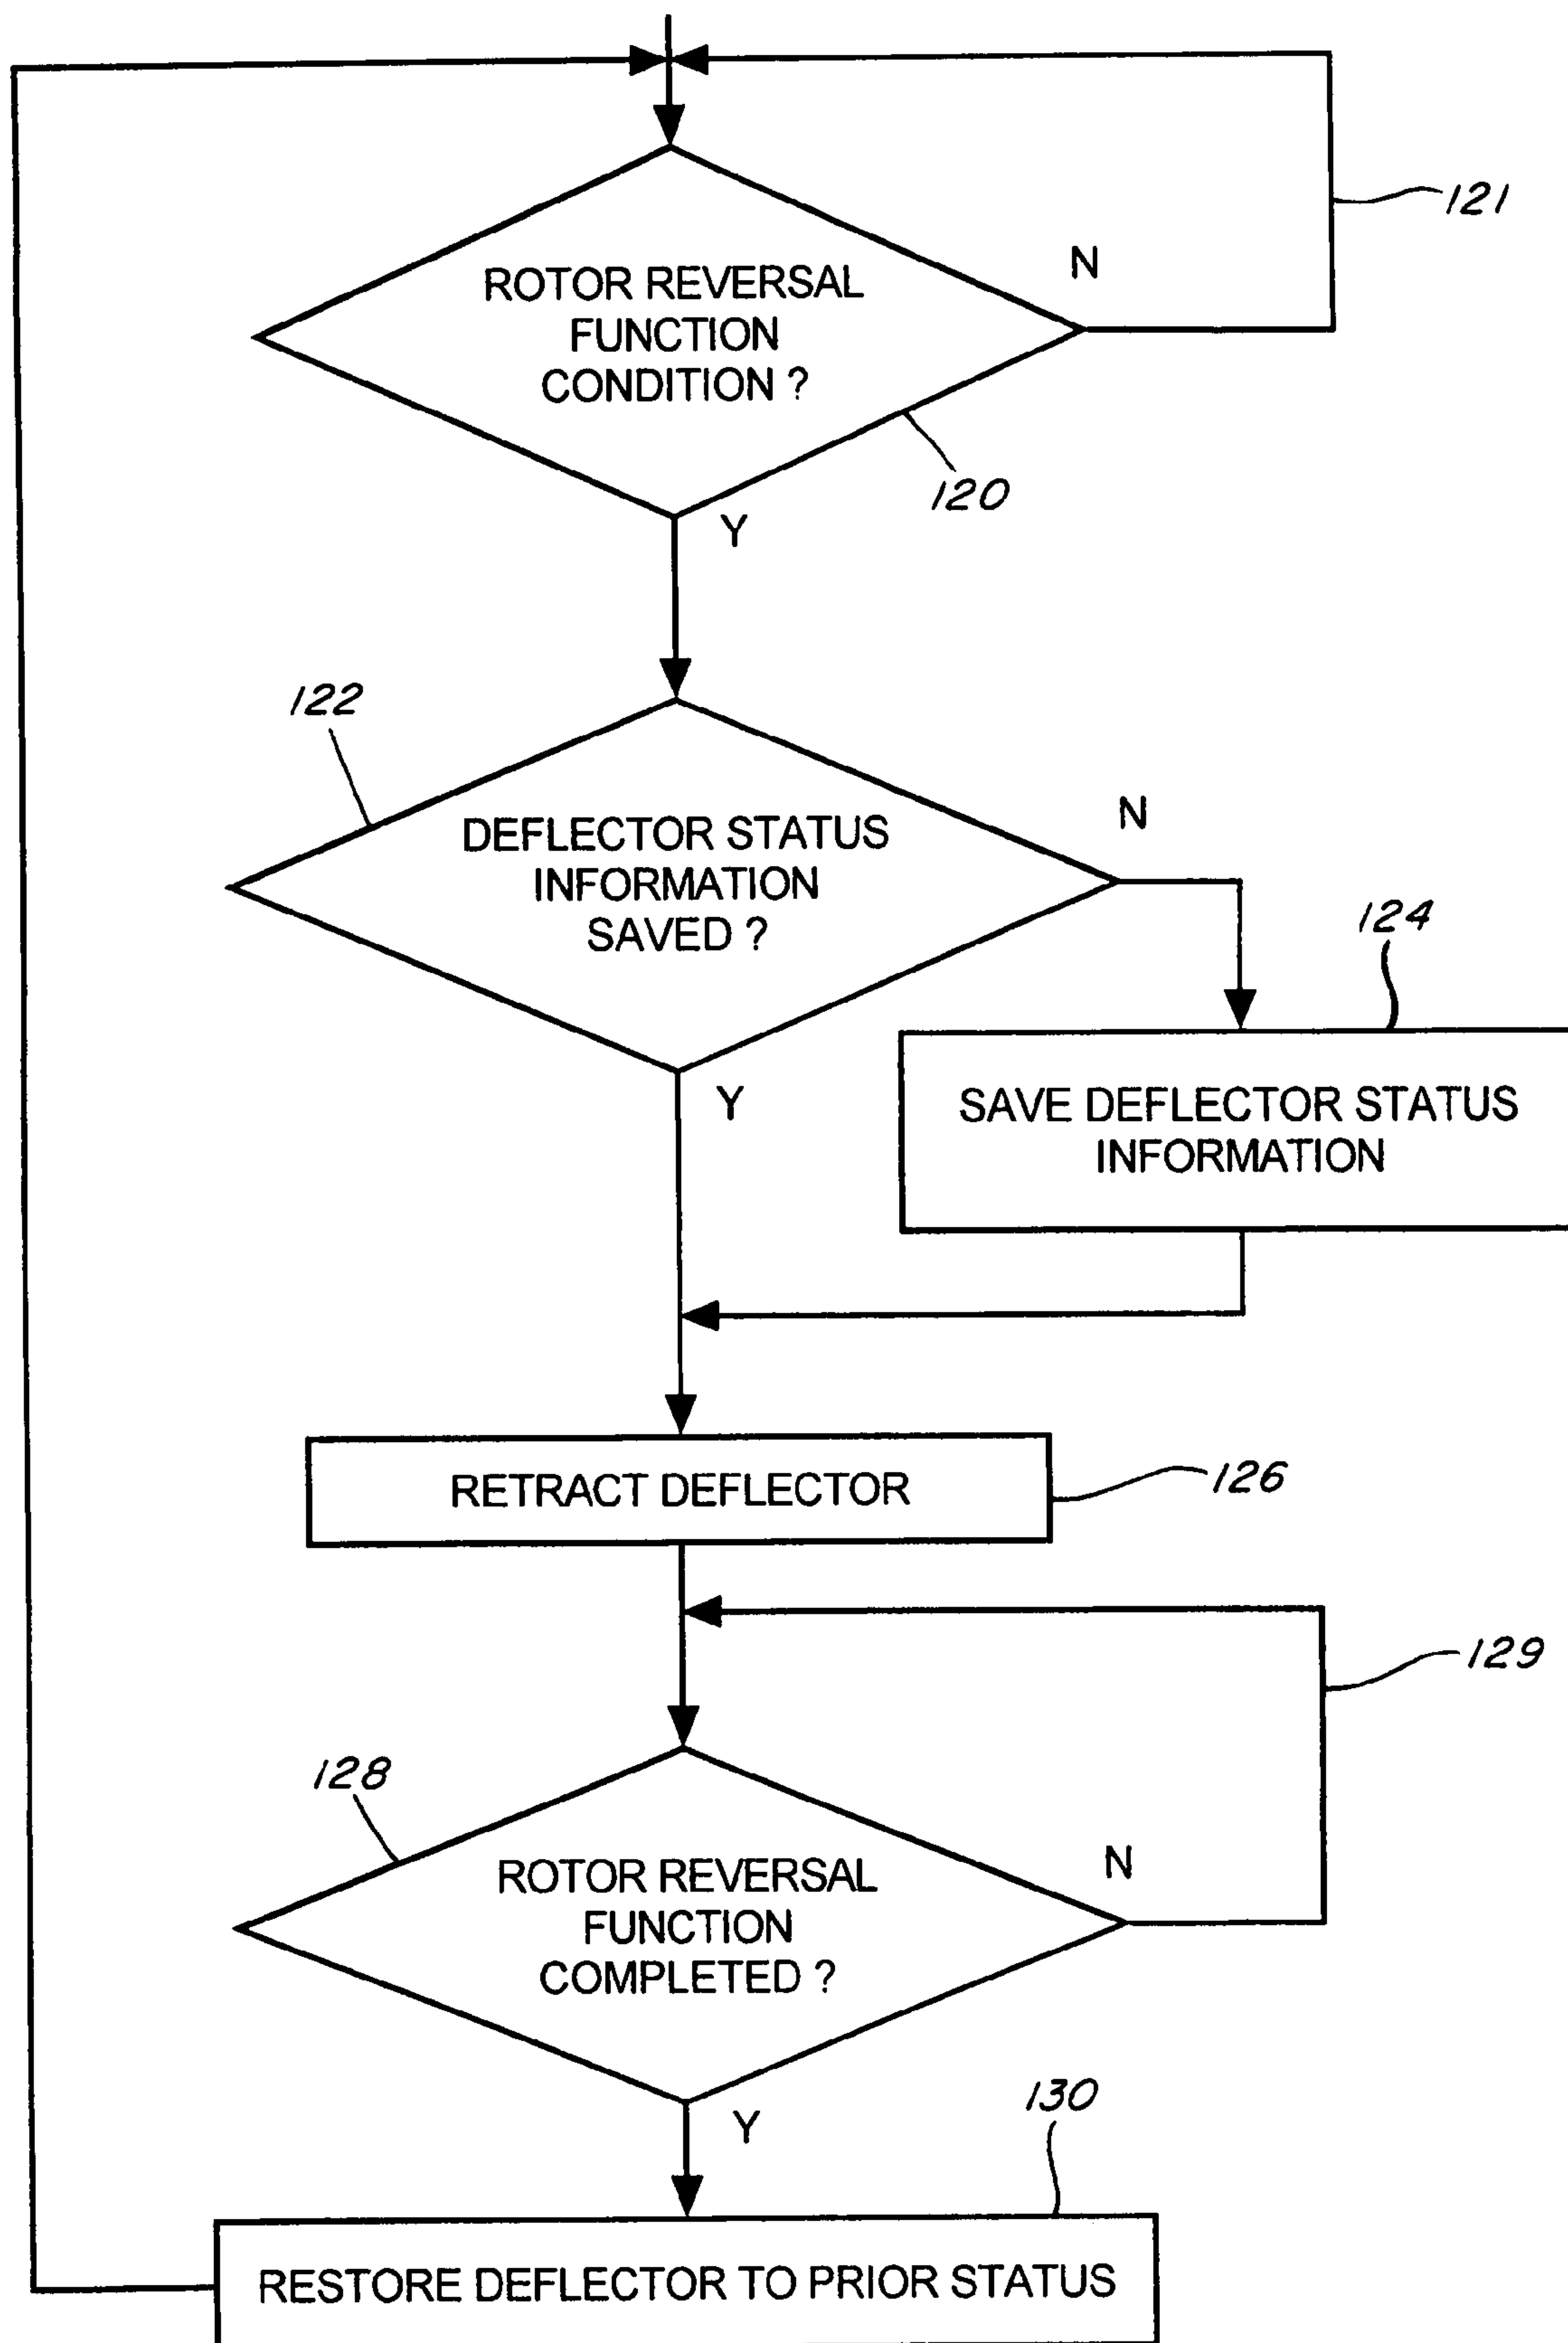 121
N
ROTOR REVERSAL
FUNCTION
CONDITION ?
120
Y
122
N
DEFLECTOR STATUS
INFORMATION
SAVED ?
124
Y
SAVE DEFLECTOR STATUS
INFORMATION
RETRACT DEFLECTOR
126
129
128
N
ROTOR REVERSAL
FUNCTION
COMPLETED ?
130
Y
RESTORE DEFLECTOR TO PRIOR STATUS